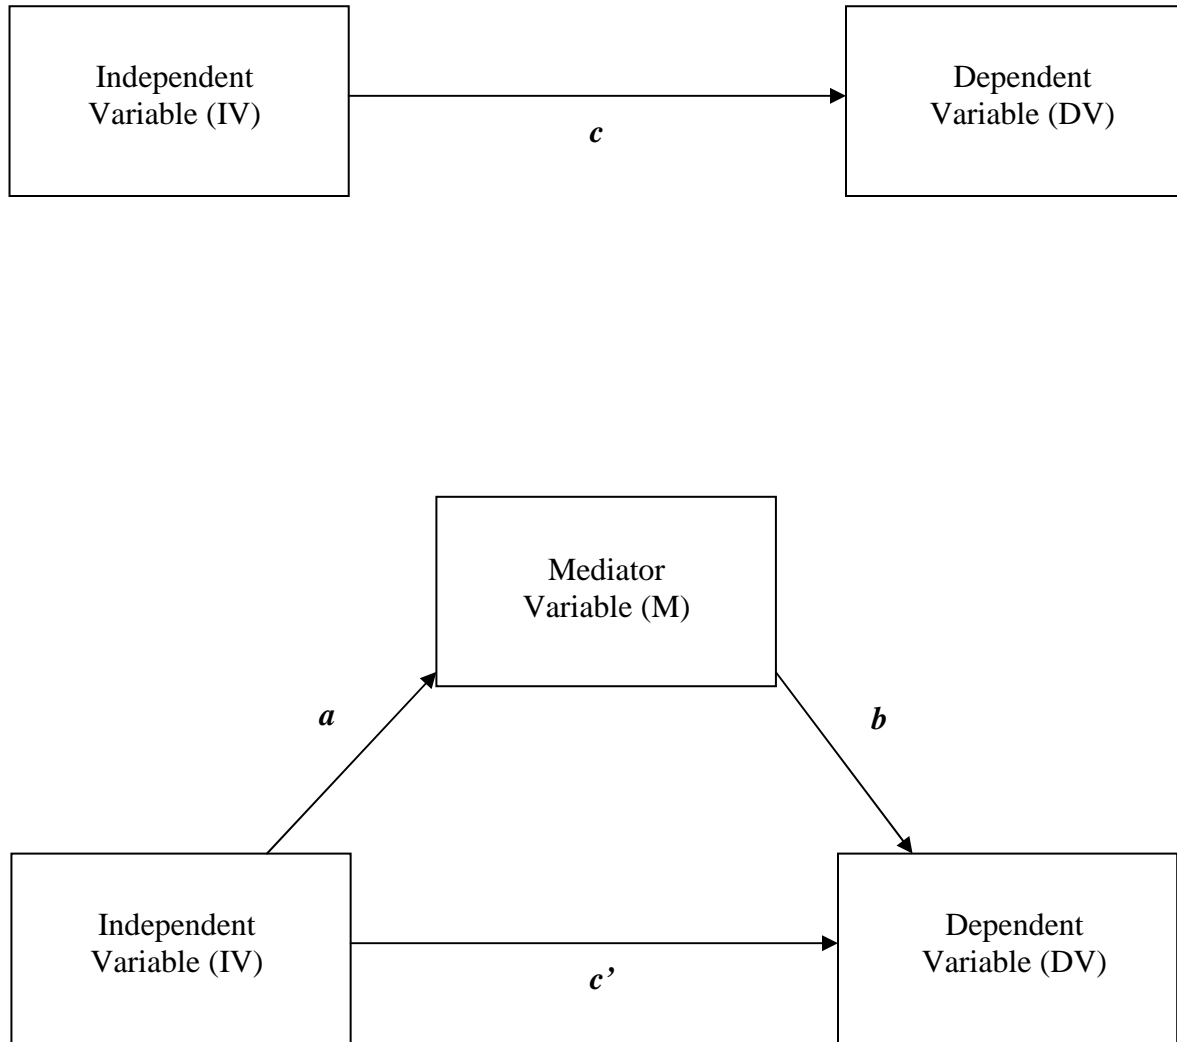 Independent
Variable (IV)
Dependent
Variable (DV)
c
Mediator
Variable (M)
a
b
Independent
Variable (IV)
Dependent
Variable (DV)
c’